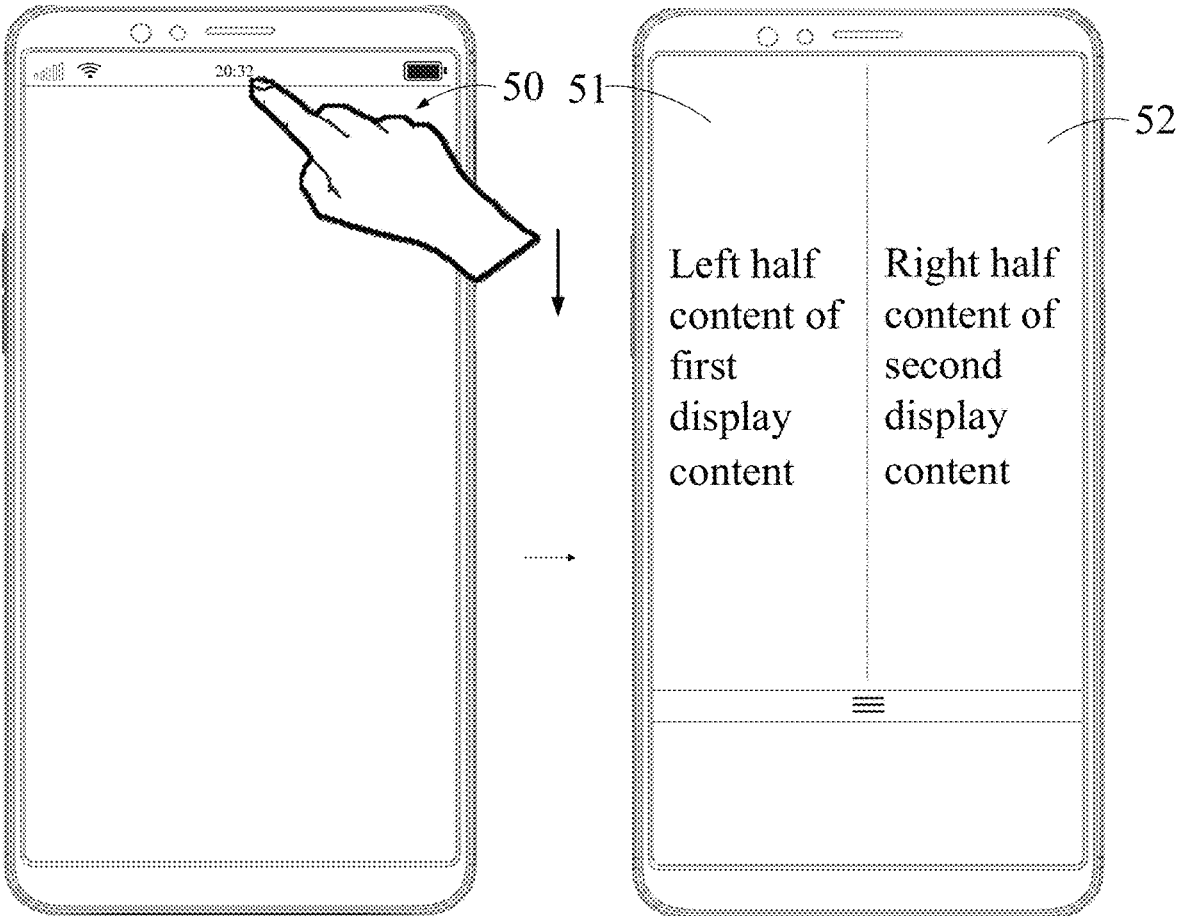 20:32
50
51
52
Left half
content of
first
display
content
Right half
content of
second
display
content